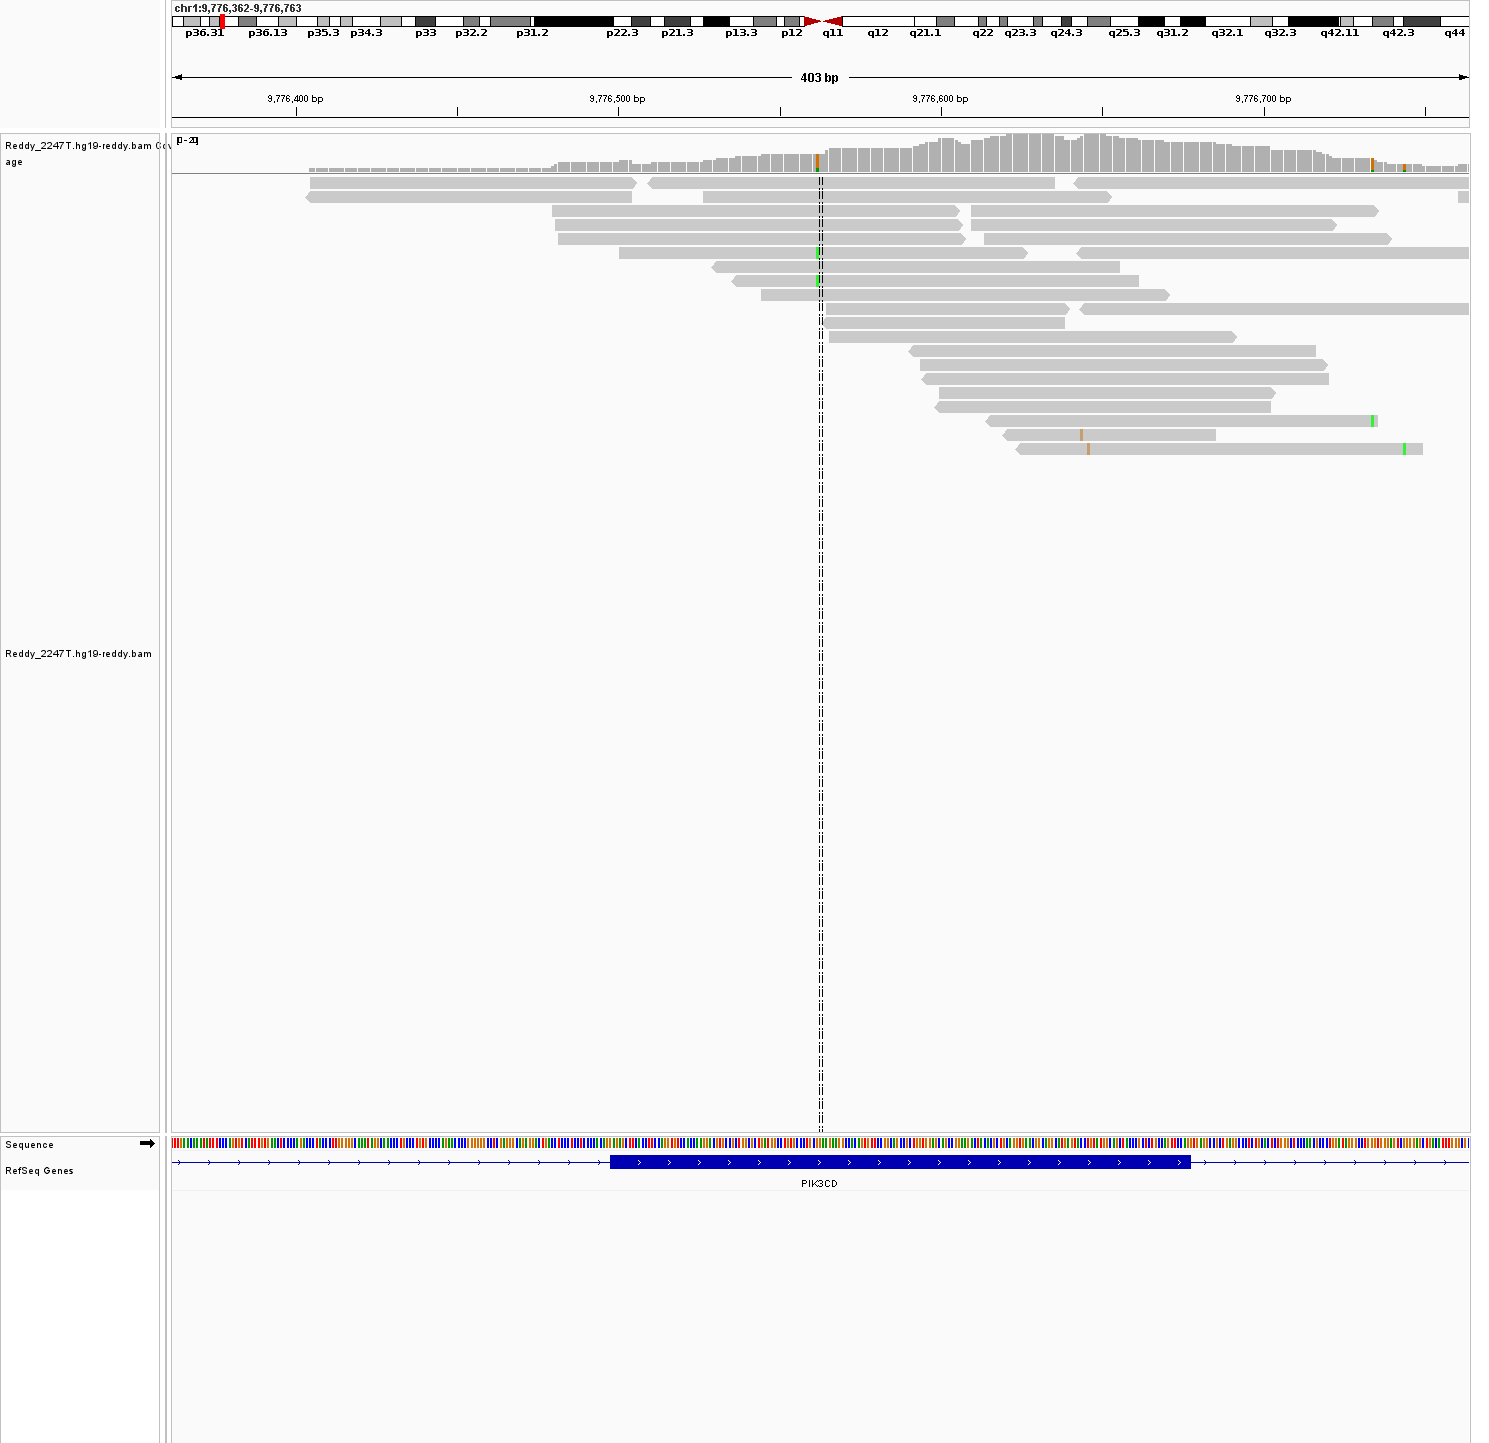 chr1:9,776,362-9,776,763
p36.31 p36.13 p35.3 p34.3 p33 p32.2 p31.2 p22.3 p21.3 p13.3 p12 q11 q12 q21.1 q22 q23.3 q24.3 q25.3 q31.2 q32.1 q32.3 q42.11 q42.3 q44
403 bp
9,776,400 bp 9,776,500 bp 9,776,600 bp 9,776,700 bp
Reddy_2247T.hg19-reddy.bam Cov
age
[0 - 20]
Reddy_2247T.hg19-reddy.bam
Sequence
RefSeq Genes
PIK3CD